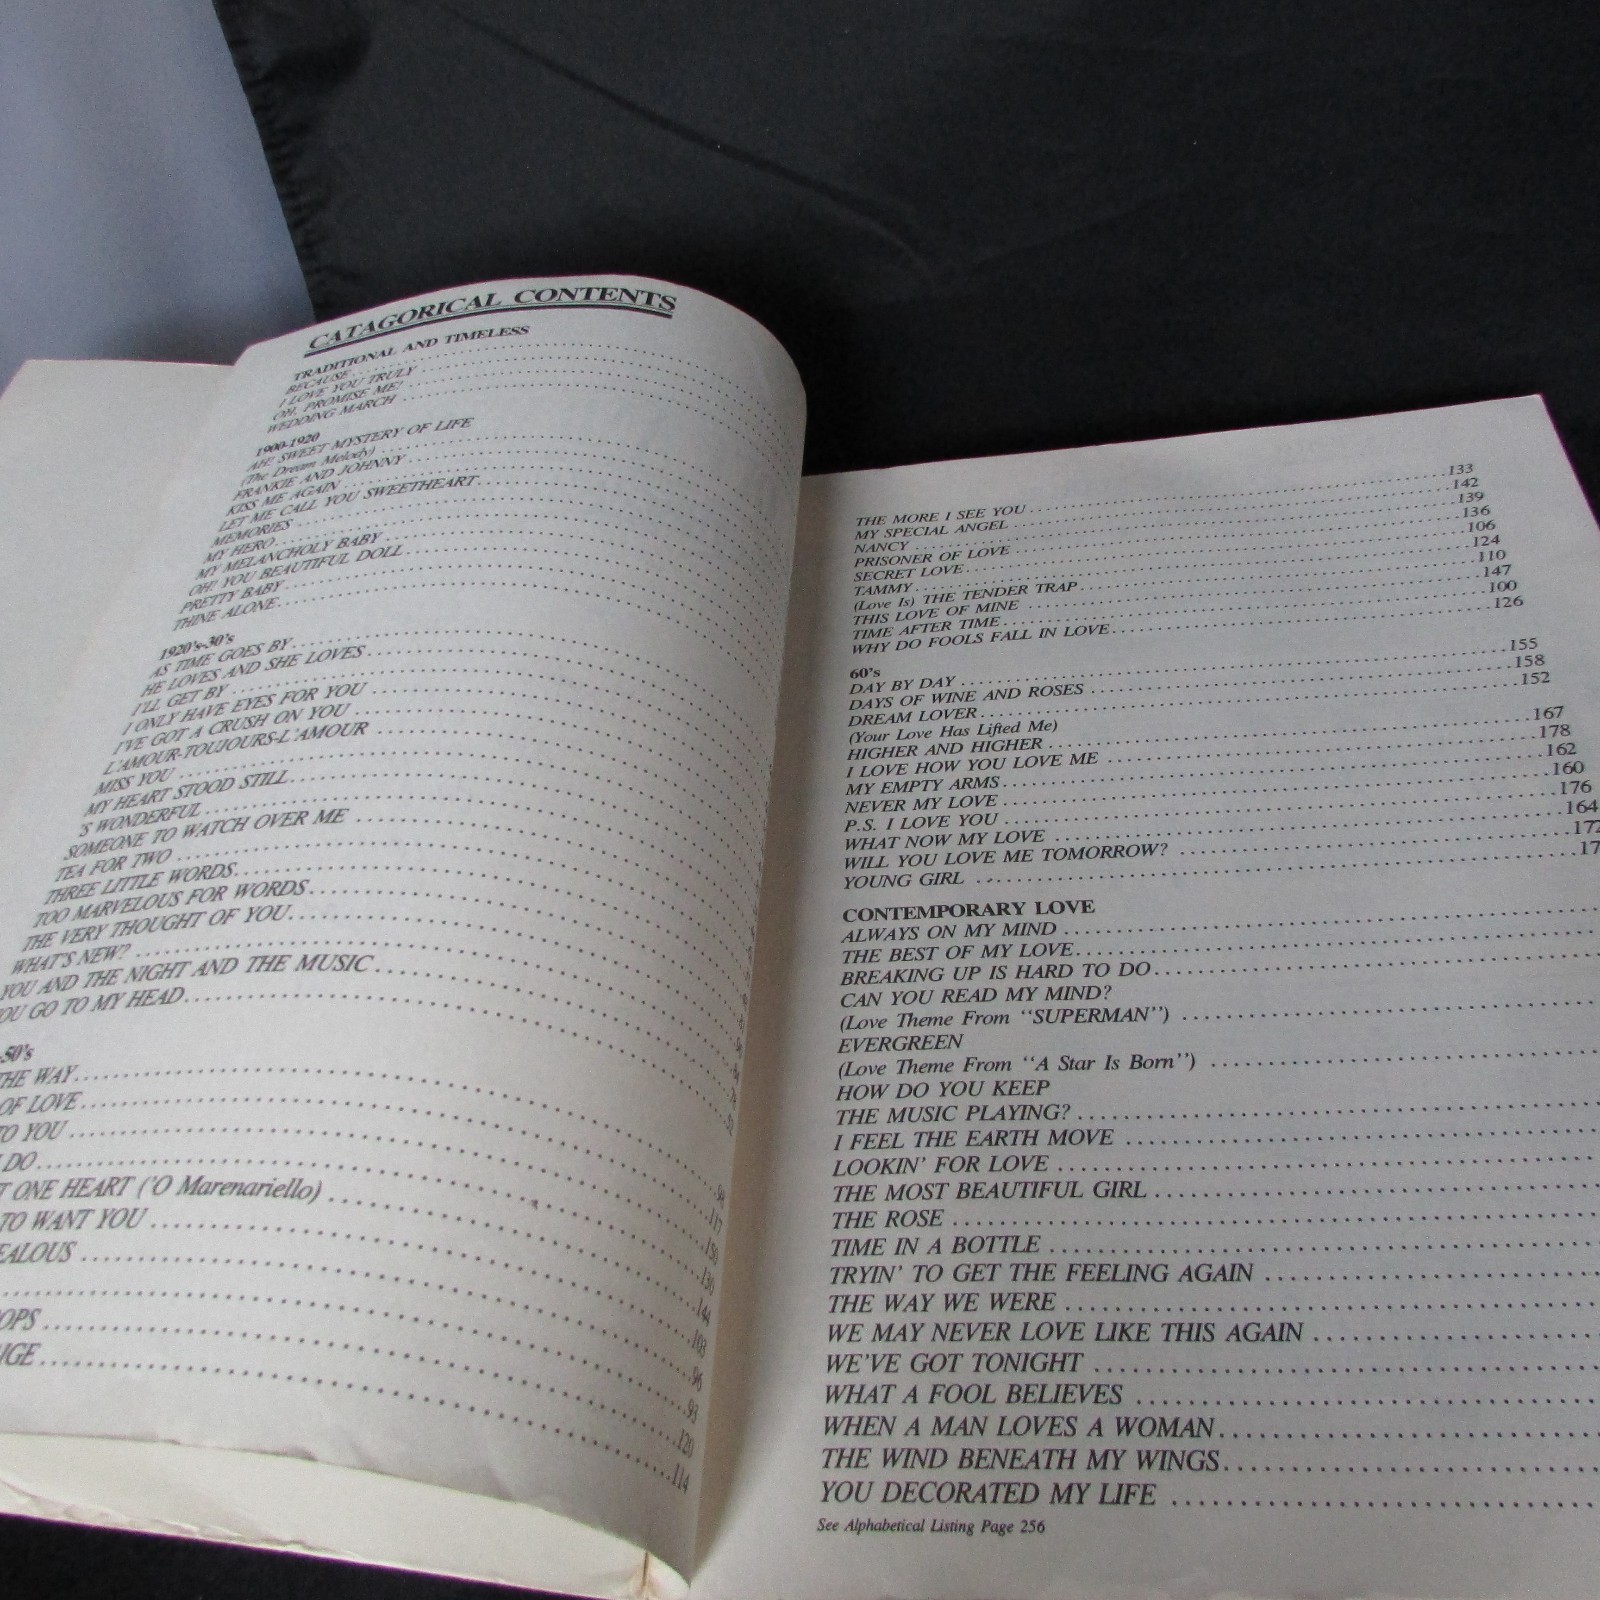 CATAGORICAL CONTENTS
TRADITIONAL AND TIMELESS
BECAUSE
I LOVE YOU TRULY
OH, PROMISE ME!
WEDDING MARCH
1900-1920
AH! SWEET MYSTERY OF LIFE
(The Dream Melody)
FRANKIE AND JOHNNY
KISS ME AGAIN
LET ME CALL YOU SWEETHEART
MEMORIES
MY HERO
MY MELANCHOLY BABY
OH! YOU BEAUTIFUL DOLL
PRETTY BABY
THINE ALONE
1920's-30's
AS TIME GOES BY
HE LOVES AND SHE LOVES
I'LL GET BY
I ONLY HAVE EYES FOR YOU
I'VE GOT A CRUSH ON YOU
L'AMOUR-TOUJOURS-L'AMOUR
MISS YOU
MY HEART STOOD STILL
'S WONDERFUL
SOMEONE TO WATCH OVER ME
TEA FOR TWO
THREE LITTLE WORDS
TOO MARVELOUS FOR WORDS
THE VERY THOUGHT OF YOU
WHAT'S NEW?
YOU AND THE NIGHT AND THE MUSIC
YOU GO TO MY HEAD
-50's
THE WAY
OF LOVE 117
TO YOU 150
DO 130
ONE HEART ('O Marenariello) 144
TO WANT YOU 103
EALOUS 96
93
OPS 120
114
THE MORE I SEE YOU 133
MY SPECIAL ANGEL 142
NANCY 139
PRISONER OF LOVE 136
SECRET LOVE 106
TAMMY 124
(Love Is) THE TENDER TRAP 110
THIS LOVE OF MINE 147
TIME AFTER TIME 100
WHY DO FOOLS FALL IN LOVE 126
60's
DAY BY DAY 155
DAYS OF WINE AND ROSES 158
DREAM LOVER 152
(Your Love Has Lifted Me)
HIGHER AND HIGHER 167
I LOVE HOW YOU LOVE ME 178
MY EMPTY ARMS 162
NEVER MY LOVE 160
P.S. I LOVE YOU 176
WHAT NOW MY LOVE 164
WILL YOU LOVE ME TOMORROW? 172
YOUNG GIRL 17
CONTEMPORARY LOVE
ALWAYS ON MY MIND
THE BEST OF MY LOVE
BREAKING UP IS HARD TO DO
CAN YOU READ MY MIND?
(Love Theme From "SUPERMAN")
EVERGREEN
(Love Theme From "A Star Is Born")
HOW DO YOU KEEP
THE MUSIC PLAYING?
I FEEL THE EARTH MOVE
LOOKIN' FOR LOVE
THE MOST BEAUTIFUL GIRL
THE ROSE
TIME IN A BOTTLE
TRYIN' TO GET THE FEELING AGAIN
THE WAY WE WERE
WE MAY NEVER LOVE LIKE THIS AGAIN
WE'VE GOT TONIGHT
WHAT A FOOL BELIEVES
WHEN A MAN LOVES A WOMAN
THE WIND BENEATH MY WINGS
YOU DECORATED MY LIFE
See Alphabetical Listing Page 256